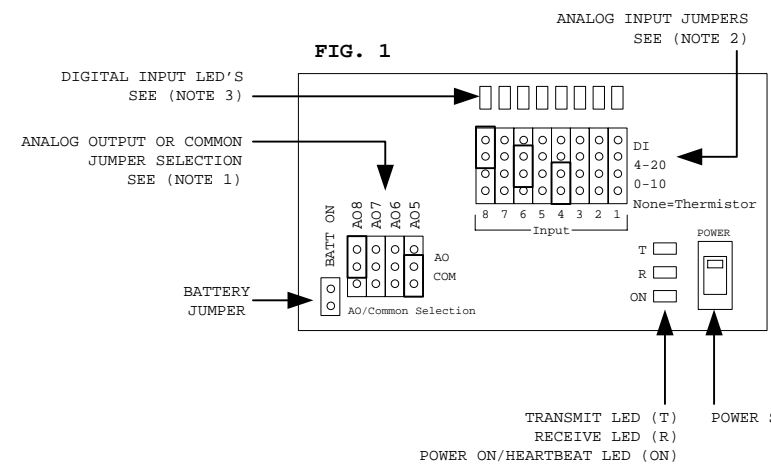 ANALOG INPUT JUMPERS
SEE (NOTE 2)
FIG. 1
DIGITAL INPUT LED'S
SEE (NOTE 3)
ANALOG OUTPUT OR COMMON
JUMPER SELECTION
SEE (NOTE 1)
DI
4-20
0-10
None=Thermistor
8 7 6 5 4 3 2 1
Input
BATT ON
AO8
AO7
AO6
AO5
AO
COM
AO/Common Selection
BATTERY
JUMPER
POWER
T
R
ON
TRANSMIT LED (T)
RECEIVE LED (R)
POWER ON/HEARTBEAT LED (ON)
POWER S